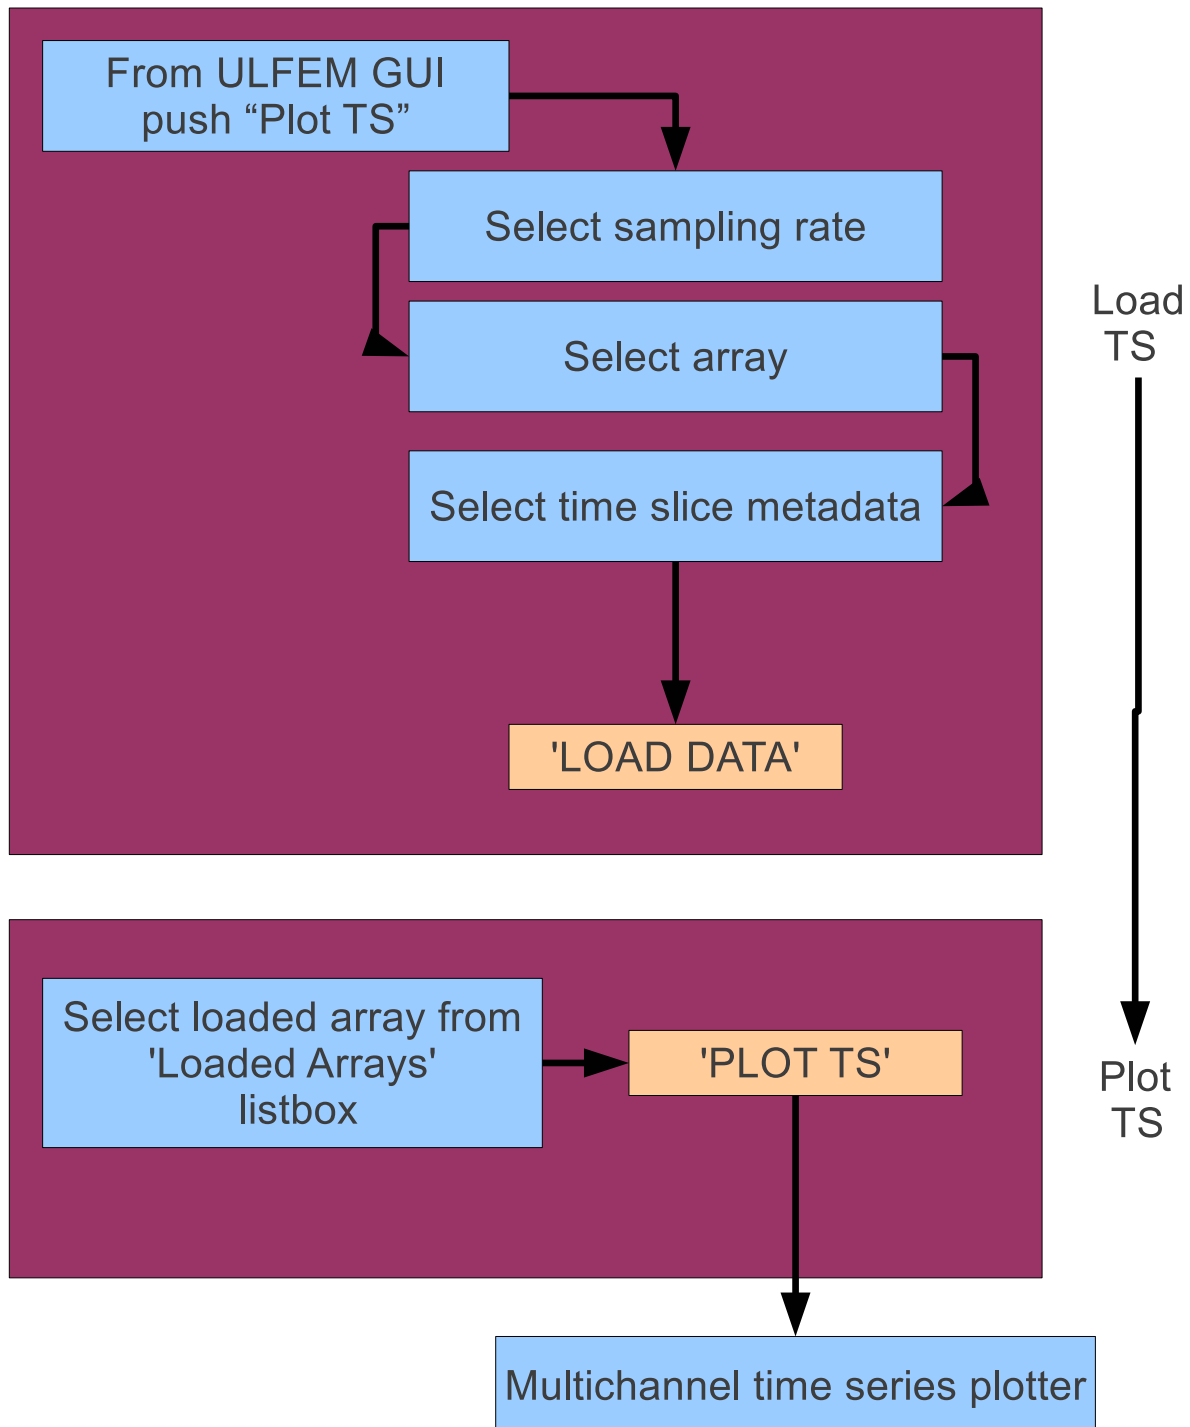 From ULFEM GUI
push “Plot TS”
Select sampling rate
Select array
Select time slice metadata
'LOAD DATA'
Load
TS
Select loaded array from
'Loaded Arrays'
listbox
'PLOT TS'
Plot
TS
Multichannel time series plotter